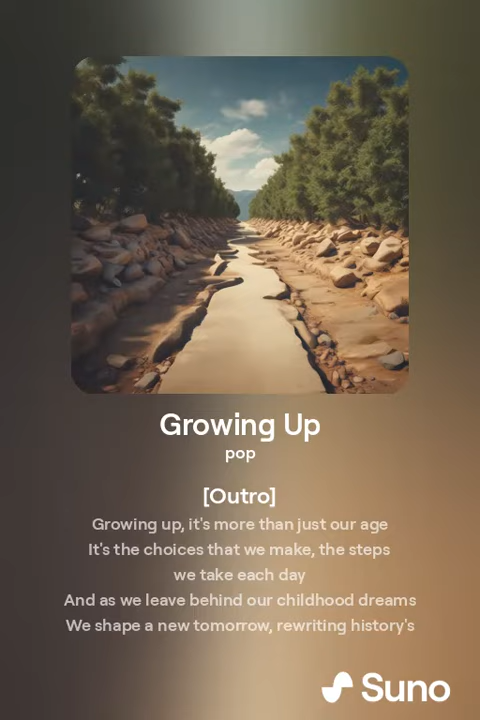 Growing Up
pop
[Outro]
Growing up, it's more than just our age
It's the choices that we make, the steps
we take each day
And as we leave behind our childhood dreams
We shape a new tomorrow, rewriting history's
Suno